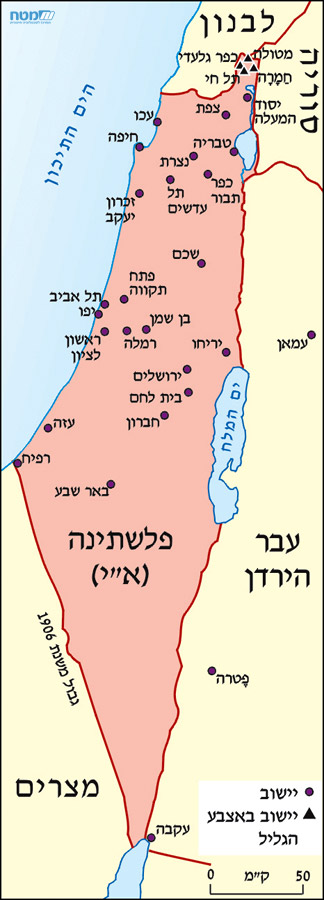 מטח
לבנון
סוריה
מטולה
כפר גלעדי
חַמָרָה
תל חי
יסוד
המעלה
צפת
עכו
חיפה
הים התיכון
טבריה
נצרת
כפר
תבור
תל
עדשים
זכרון
יעקב
שכם
פתח
תקווה
תל אביב
יפו
בן שמן
ראשון
לציון
רמלה
יריחו
עמאן
ירושלים
בית לחם
חברון
ים המלח
עזה
רפיח
באר שבע
פלשתינה
(א"י)
עבר
הירדן
גבול משנת 1906
פֶּטרה
מצרים
עקבה
יישוב
יישוב באצבע
הגליל
0 ק"מ 50